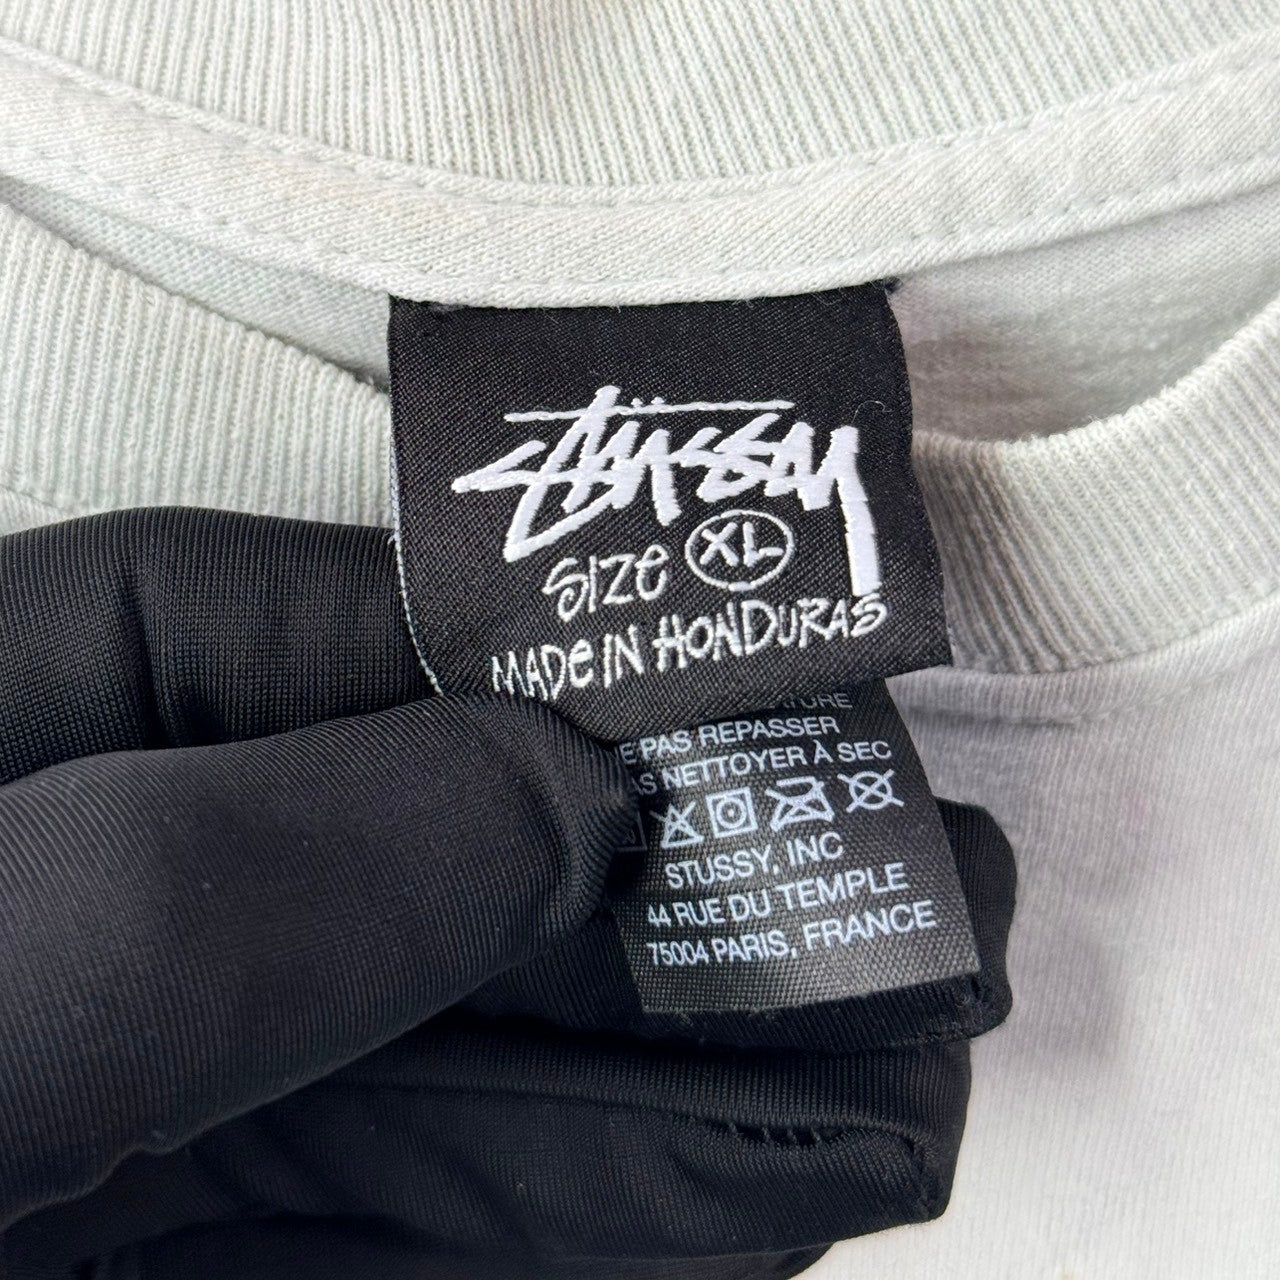 Stüssy
SIZE XL
MADE IN HONDURAS
PAS REPASSER
NETTOYER À SEC
STUSSY, INC
44 RUE DU TEMPLE
75004 PARIS, FRANCE